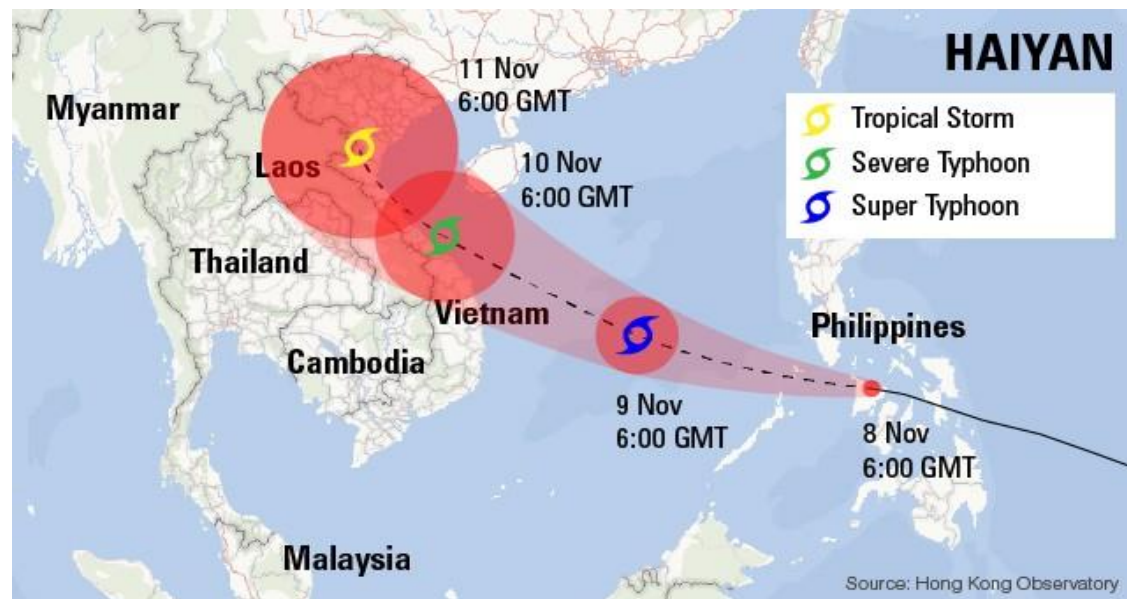 HAIYAN
Tropical Storm
Severe Typhoon
Super Typhoon
11 Nov
6:00 GMT
Myanmar
Laos
10 Nov
6:00 GMT
Thailand
Vietnam
Philippines
Cambodia
9 Nov
6:00 GMT
8 Nov
6:00 GMT
Malaysia
Source: Hong Kong Observatory